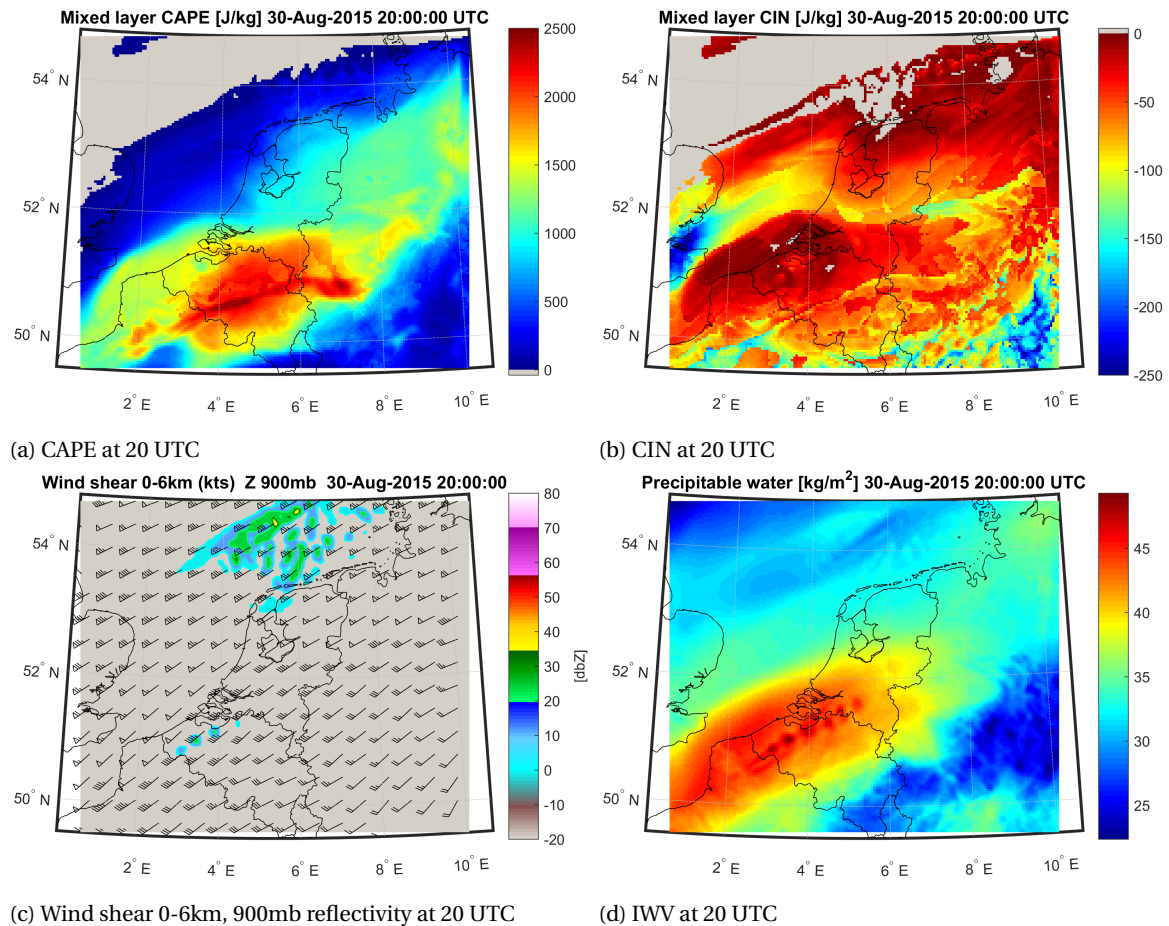 Mixed layer CAPE [J/kg] 30-Aug-2015 20:00:00 UTC
54° N
52° N
50° N
2° E
4° E
6° E
8° E
10° E
2500
2000
1500
1000
500
0
(a) CAPE at 20 UTC
Mixed layer CIN [J/kg] 30-Aug-2015 20:00:00 UTC
54° N
52° N
50° N
2° E
4° E
6° E
8° E
10° E
0
-50
-100
-150
-200
-250
(b) CIN at 20 UTC
Wind shear 0-6km (kts) Z 900mb 30-Aug-2015 20:00:00
54° N
52° N
50° N
2° E
4° E
6° E
8° E
10° E
80
70
60
50
40
30
20
10
0
-10
-20
[dbZ]
(c) Wind shear 0-6km, 900mb reflectivity at 20 UTC
Precipitable water [kg/m²] 30-Aug-2015 20:00:00 UTC
54° N
52° N
50° N
2° E
4° E
6° E
8° E
10° E
45
40
35
30
25
(d) IWV at 20 UTC